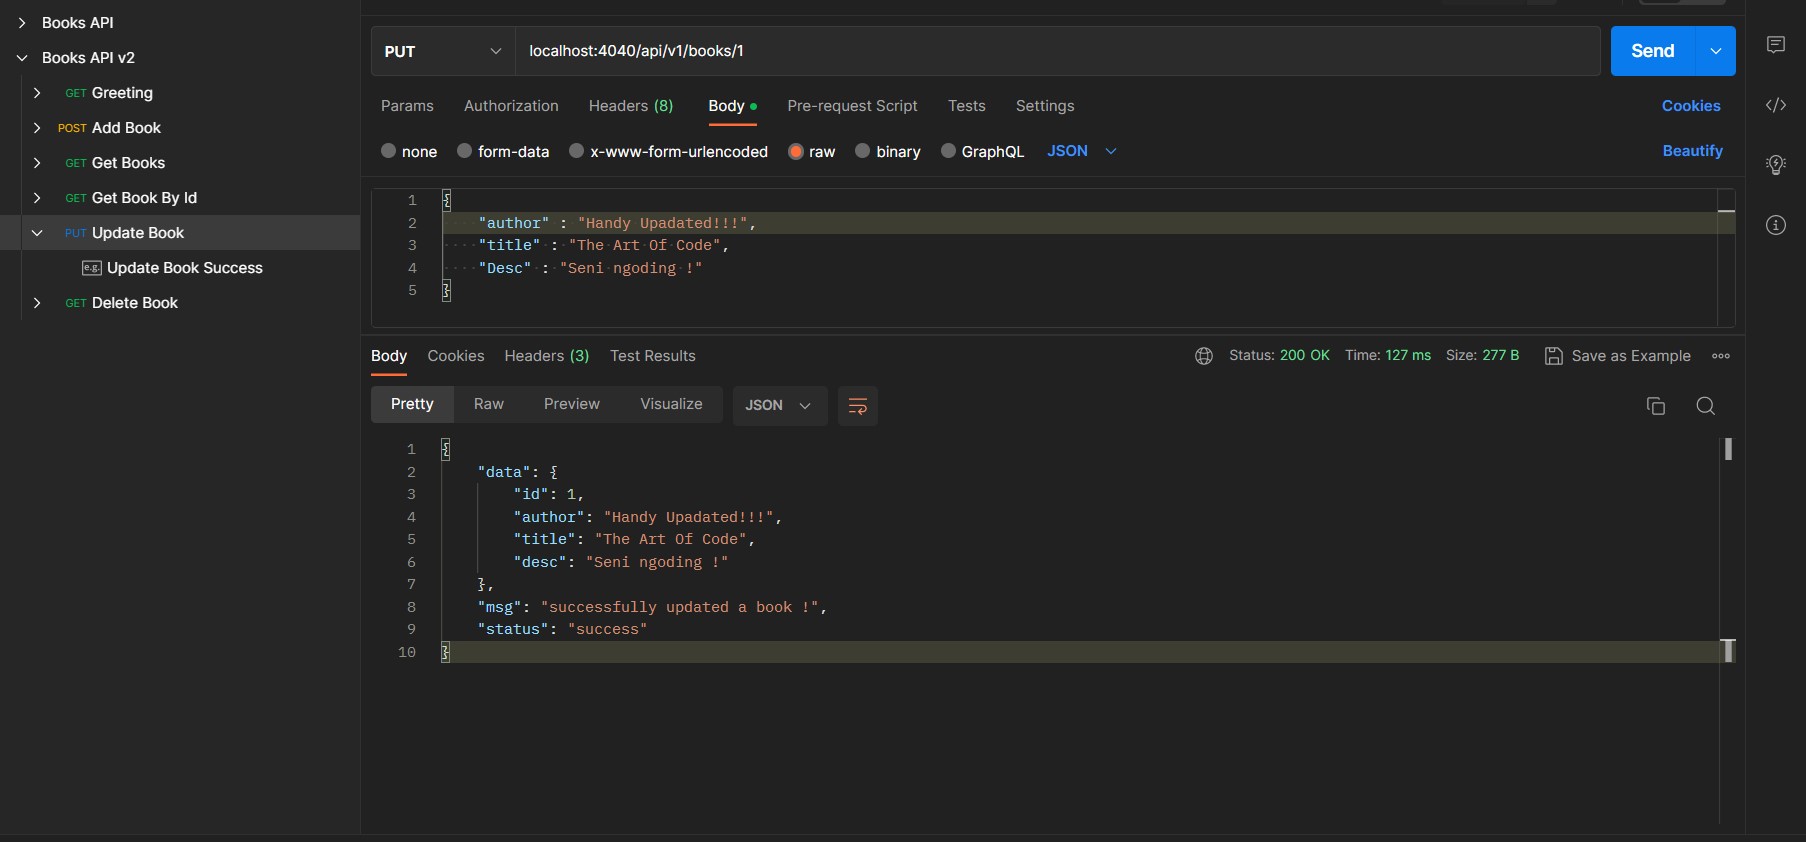 Books API
Books API v2
GET Greeting
POST Add Book
GET Get Books
GET Get Book By Id
PUT Update Book
e.g. Update Book Success
GET Delete Book
PUT localhost:4040/api/v1/books/1 Send
Params Authorization Headers (8) Body Pre-request Script Tests Settings Cookies
none form-data x-www-form-urlencoded raw binary GraphQL JSON Beautify
1 {
2 "author" : "Handy Upadated!!!",
3 "title" : "The Art Of Code",
4 "Desc" : "Seni ngoding !"
5 }
Body Cookies Headers (3) Test Results Status: 200 OK Time: 127 ms Size: 277 B Save as Example
Pretty Raw Preview Visualize JSON
1 {
2 "data": {
3 "id": 1,
4 "author": "Handy Upadated!!!",
5 "title": "The Art Of Code",
6 "desc": "Seni ngoding !"
7 },
8 "msg": "successfully updated a book !",
9 "status": "success"
10 }